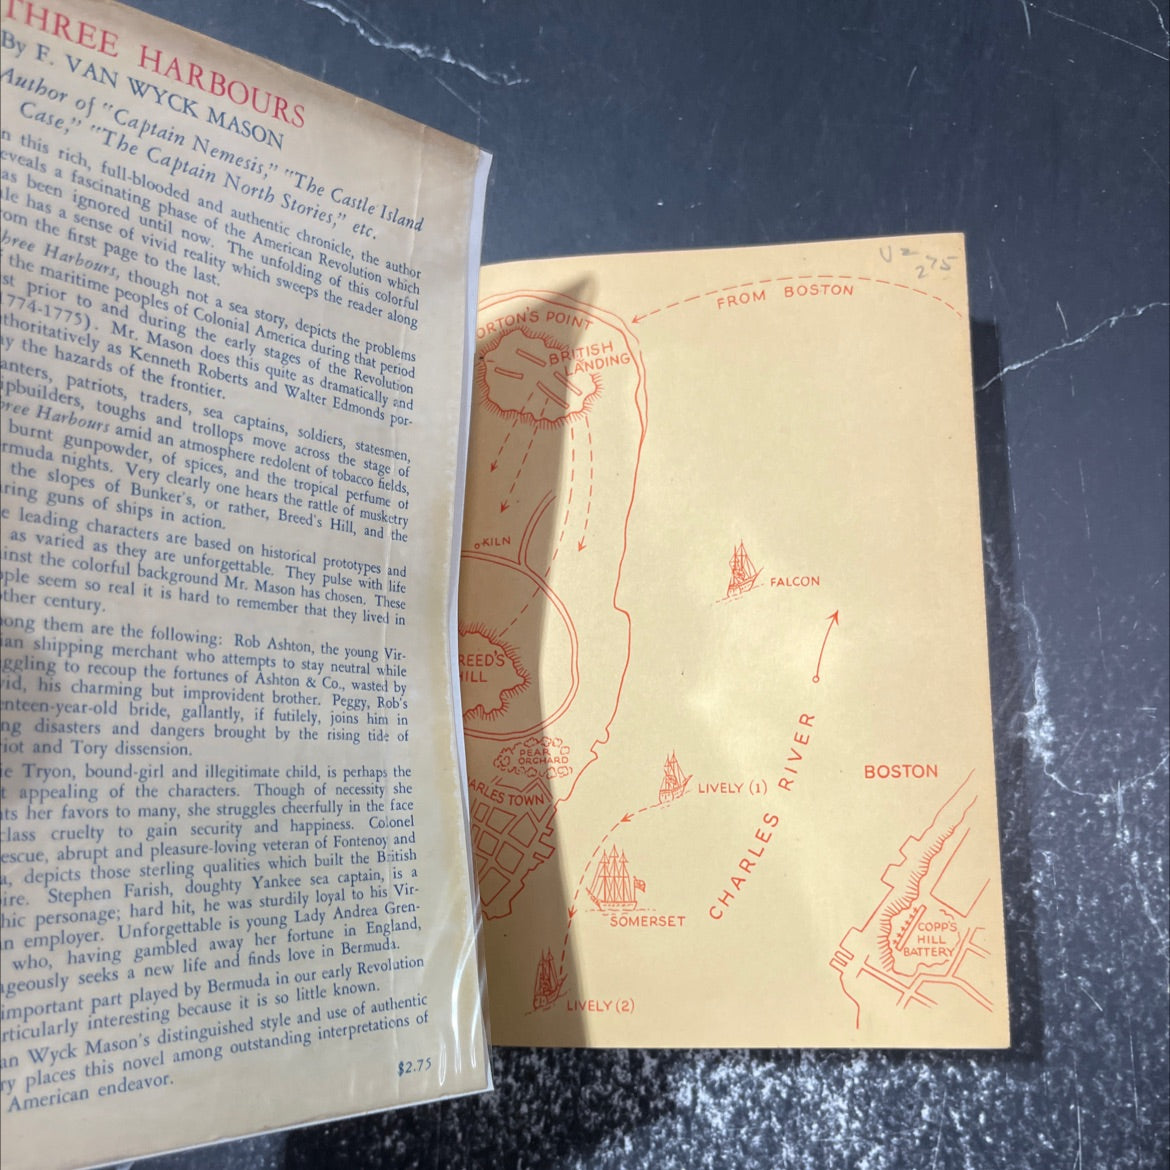 THREE HARBOURS
By F. VAN WYCK MASON
Author of "Captain Nemesis," "The Castle Island
Case," "The Captain North Stories," etc.
n this rich, full-blooded and authentic chronicle, the author
eveals a fascinating phase of the American Revolution which
as been ignored until now. The unfolding of this colorful
le has a sense of vivid reality which sweeps the reader along
rom the first page to the last.
hree Harbours, though not a sea story, depicts the problems
f the maritime peoples of Colonial America during that period
st prior to and during the early stages of the Revolution
1774-1775). Mr. Mason does this quite as dramatically and
thoritatively as Kenneth Roberts and Walter Edmonds por-
ay the hazards of the frontier.
anters, patriots, traders, sea captains, soldiers, statesmen,
ipbuilders, toughs and trollops move across the stage of
bree Harbours amid an atmosphere redolent of tobacco fields,
burnt gunpowder, of spices, and the tropical perfume of
rmuda nights. Very clearly one hears the rattle of musketry
the slopes of Bunker's, or rather, Breed's Hill, and the
aring guns of ships in action.
e leading characters are based on historical prototypes and
as varied as they are unforgettable. They pulse with life
inst the colorful background Mr. Mason has chosen. These
ple seem so real it is hard to remember that they lived in
ther century.
ong them are the following: Rob Ashton, the young Vir-
ian shipping merchant who attempts to stay neutral while
ggling to recoup the fortunes of Ashton & Co., wasted by
vid, his charming but improvident brother. Peggy, Rob's
enteen-year-old bride, gallantly, if futilely, joins him in
ng disasters and dangers brought by the rising tide of
riot and Tory dissension.
e Tryon, bound-girl and illegitimate child, is perhaps the
t appealing of the characters. Though of necessity she
nts her favors to many, she struggles cheerfully in the face
class cruelty to gain security and happiness. Colonel
escue, abrupt and pleasure-loving veteran of Fontenoy and
a, depicts those sterling qualities which built the British
ire. Stephen Farish, doughty Yankee sea captain, is a
hic personage; hard hit, he was sturdily loyal to his Vir-
n employer. Unforgettable is young Lady Andrea Gren-
who, having gambled away her fortune in England,
ageously seeks a new life and finds love in Bermuda.
important part played by Bermuda in our early Revolution
rticularly interesting because it is so little known.
an Wyck Mason's distinguished style and use of authentic
ry places this novel among outstanding interpretations of
American endeavor.
$2.75
275
FROM BOSTON
ORTON'S POINT
BRITISH
LANDING
KILN
FALCON
REED'S
HILL
PEAR
ORCHARD
ARLES TOWN
LIVELY (1)
CHARLES RIVER
BOSTON
SOMERSET
COPP'S
HILL
BATTERY
LIVELY (2)